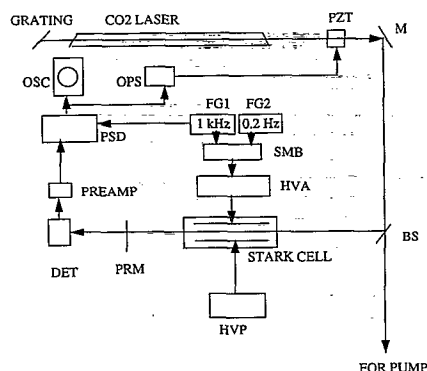 GRATING
CO2 LASER
PZT
M
OSC
OPS
FG1
FG2
1 kHz
0.2 Hz
PSD
SMB
PREAMP
HVA
BS
DET
PRM
STARK CELL
HVP
FOR PUMP